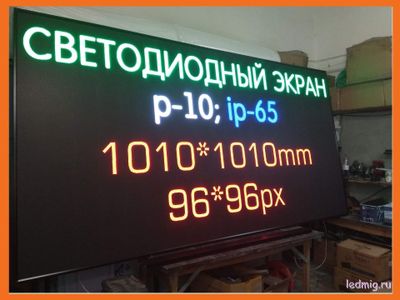 СВЕТОДИОДНЫЙ ЭКРАН
p-10; ip-65
1010*1010mm
96*96px
ledmig.ru